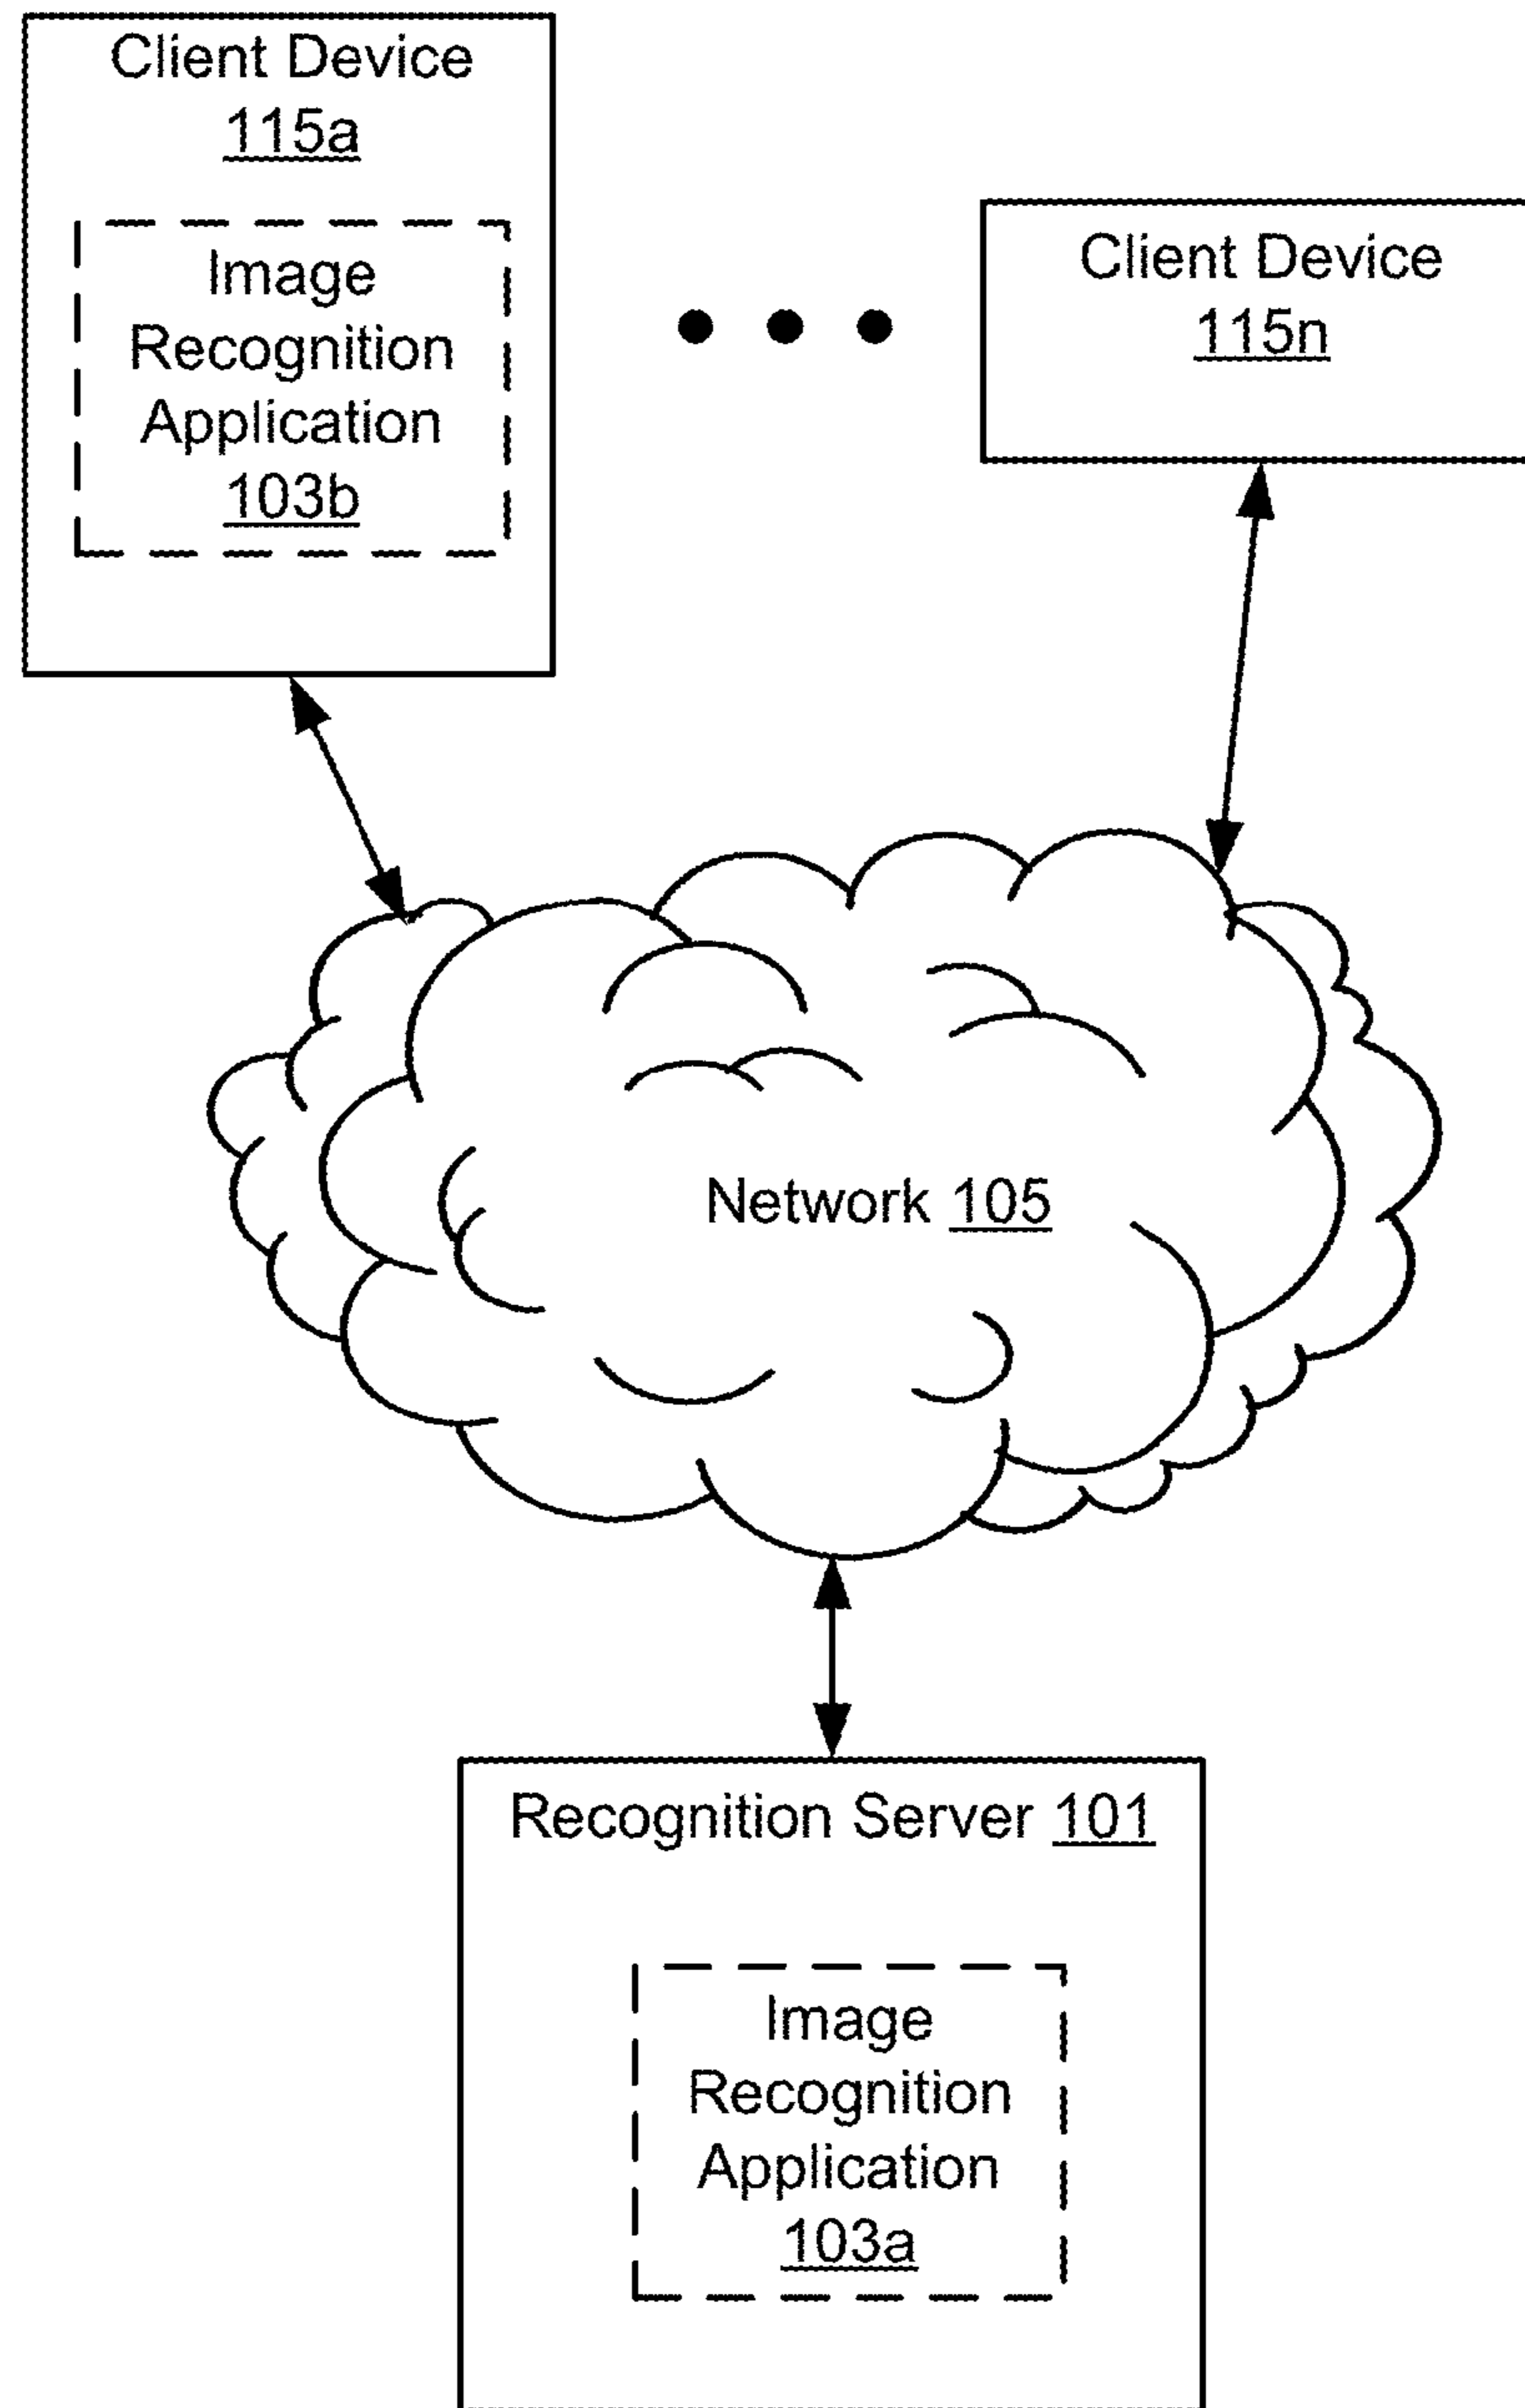 Client Device
115a
Image
Recognition
Application
103b
Client Device
115n
Network 105
Recognition Server 101
Image
Recognition
Application
103a